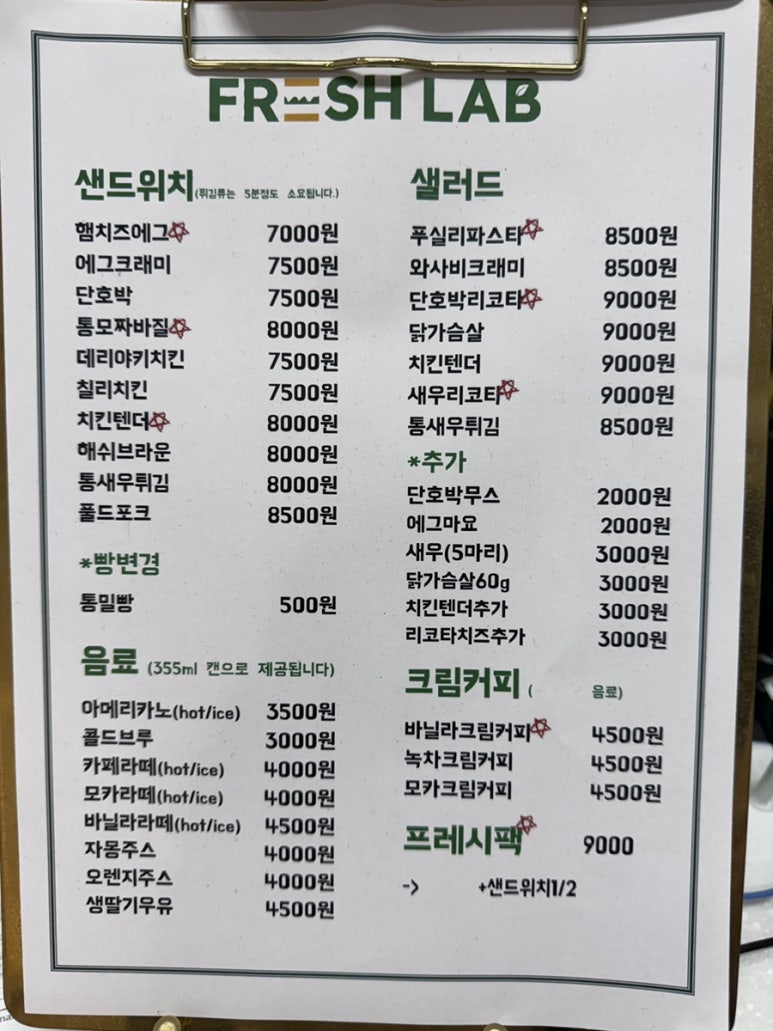 FRESH LAB
샌드위치(튀김류는 5분정도 소요됩니다.)
햄치즈에그 7000원
에그크래미 7500원
단호박 7500원
통모짜바질 8000원
데리야키치킨 7500원
칠리치킨 7500원
치킨텐더 8000원
해쉬브라운 8000원
통새우튀김 8000원
풀드포크 8500원
*빵변경
통밀빵 500원
음료 (355ml 캔으로 제공됩니다)
아메리카노(hot/ice) 3500원
콜드브루 3000원
카페라떼(hot/ice) 4000원
모카라떼(hot/ice) 4000원
바닐라라떼(hot/ice) 4500원
자몽주스 4000원
오렌지주스 4000원
생딸기우유 4500원
샐러드
푸실리파스타 8500원
와사비크래미 8500원
단호박리코타 9000원
닭가슴살 9000원
치킨텐더 9000원
새우리코타 9000원
통새우튀김 8500원
*추가
단호박무스 2000원
에그마요 2000원
새우(5마리) 3000원
닭가슴살60g 3000원
치킨텐더추가 3000원
리코타치즈추가 3000원
크림커피 ( 음료)
바닐라크림커피 4500원
녹차크림커피 4500원
모카크림커피 4500원
프레시팩 9000
-> +샌드위치1/2